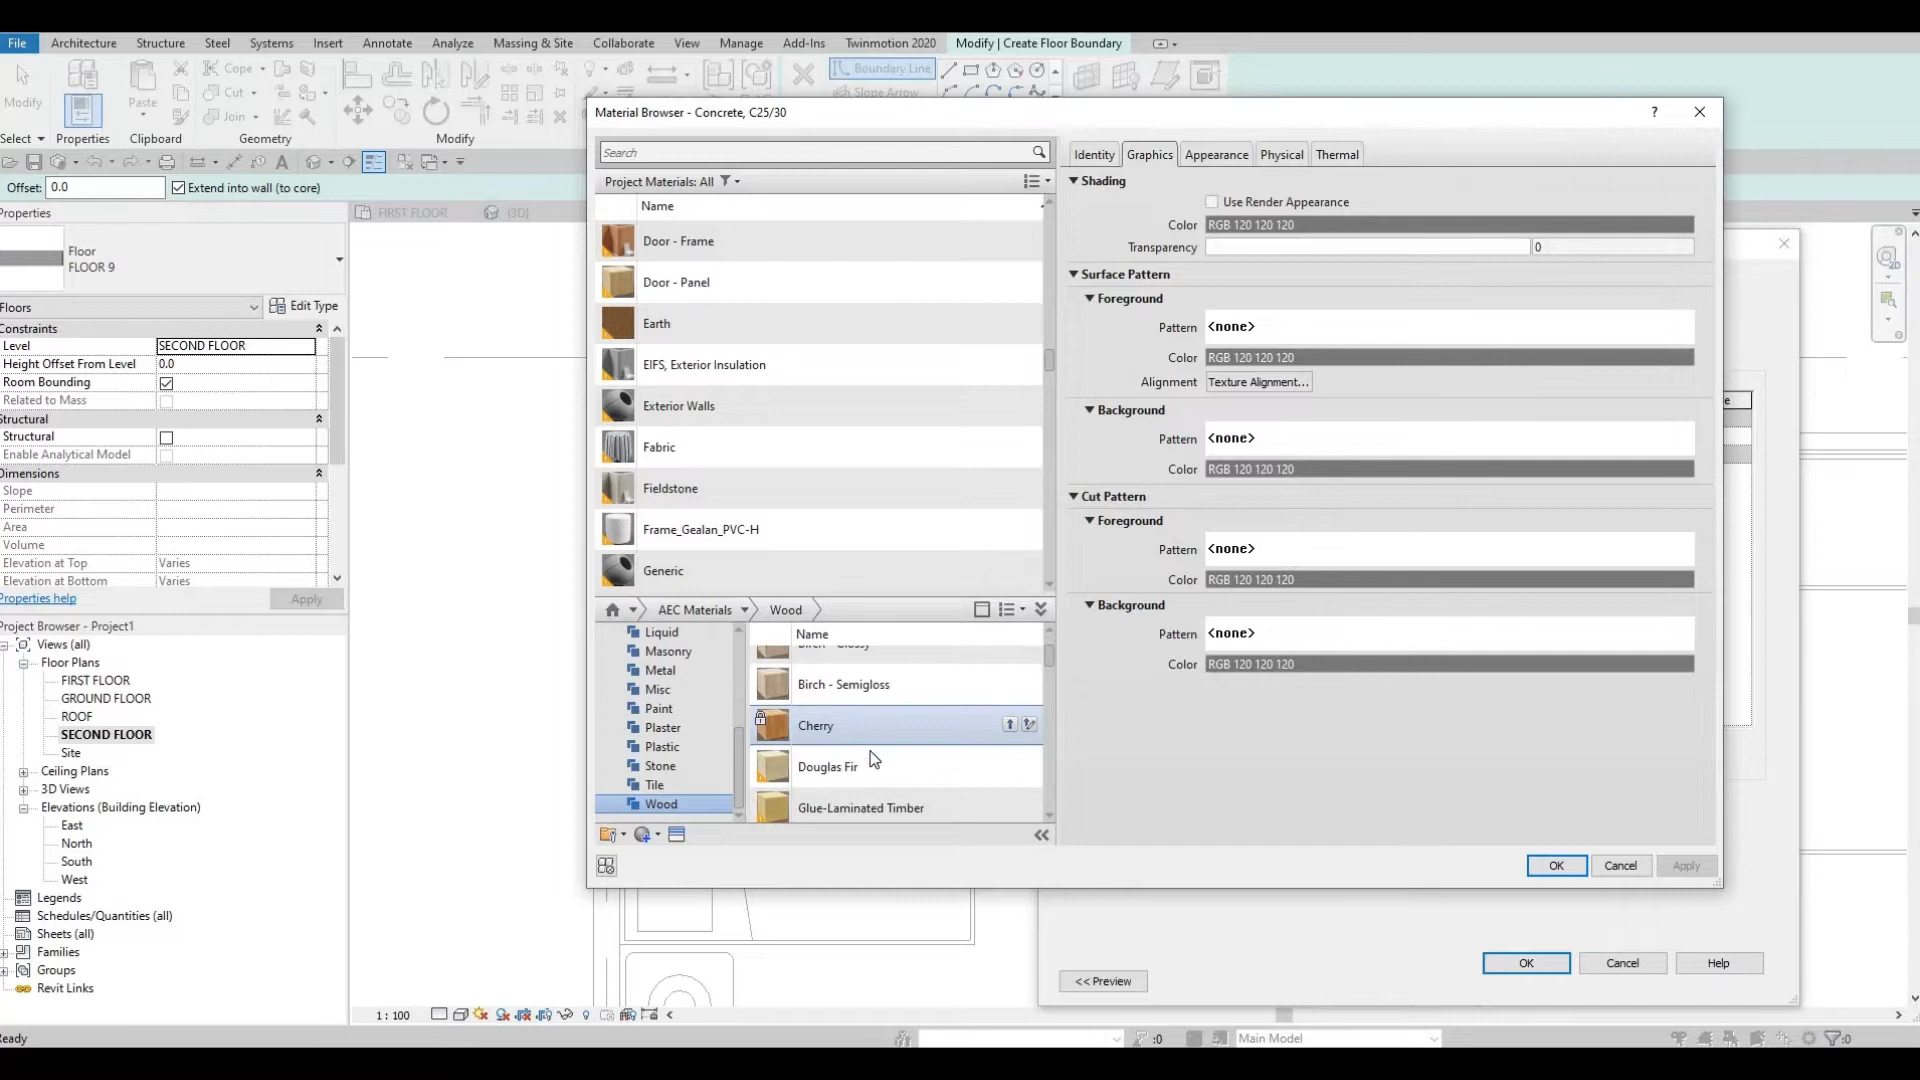 File Architecture Structure Steel Systems Insert Annotate Analyze Massing & Site Collaborate View Manage Add-Ins Twinmotion 2020 Modify | Create Floor Boundary
Cope
Boundary Line
Modify
Paste
Cut
Slope Arrow
Join
Select Properties Clipboard Geometry Modify
Offset: 0.0 Extend into wall (to core)
Properties
FIRST FLOOR {3D}
Floor
FLOOR 9
Floors Edit Type
Constraints
Level SECOND FLOOR
Height Offset From Level 0.0
Room Bounding
Related to Mass
Structural
Structural
Enable Analytical Model
Dimensions
Slope
Perimeter
Area
Volume
Elevation at Top Varies
Elevation at Bottom Varies
Properties help Apply
Project Browser - Project1
Views (all)
Floor Plans
FIRST FLOOR
GROUND FLOOR
ROOF
SECOND FLOOR
Site
Ceiling Plans
3D Views
Elevations (Building Elevation)
East
North
South
West
Legends
Schedules/Quantities (all)
Sheets (all)
Families
Groups
Revit Links
Material Browser - Concrete, C25/30 ?
Search
Project Materials: All
Name
Door - Frame
Door - Panel
Earth
EIFS, Exterior Insulation
Exterior Walls
Fabric
Fieldstone
Frame_Gealan_PVC-H
Generic
AEC Materials Wood
Liquid
Masonry
Metal
Misc
Paint
Plaster
Plastic
Stone
Tile
Wood
Name
Birch - Glossy
Birch - Semigloss
Cherry
Douglas Fir
Glue-Laminated Timber
Identity Graphics Appearance Physical Thermal
Shading
Use Render Appearance
Color RGB 120 120 120
Transparency 0
Surface Pattern
Foreground
Pattern <none>
Color RGB 120 120 120
Alignment Texture Alignment...
Background
Pattern <none>
Color RGB 120 120 120
Cut Pattern
Foreground
Pattern <none>
Color RGB 120 120 120
Background
Pattern <none>
Color RGB 120 120 120
OK Cancel Apply
OK Cancel Help
<< Preview
1 : 100
Ready :0 Main Model :0
2D